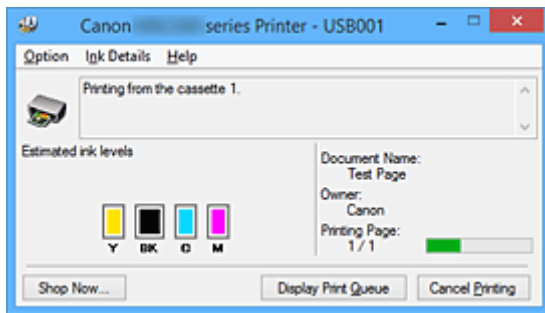 Canon series Printer - USB001
Option Ink Details Help
Printing from the cassette 1.
Estimated ink levels
Document Name:
Test Page
Owner:
Canon
Printing Page:
1 / 1
Y BK C M
Shop Now... Display Print Queue Cancel Printing